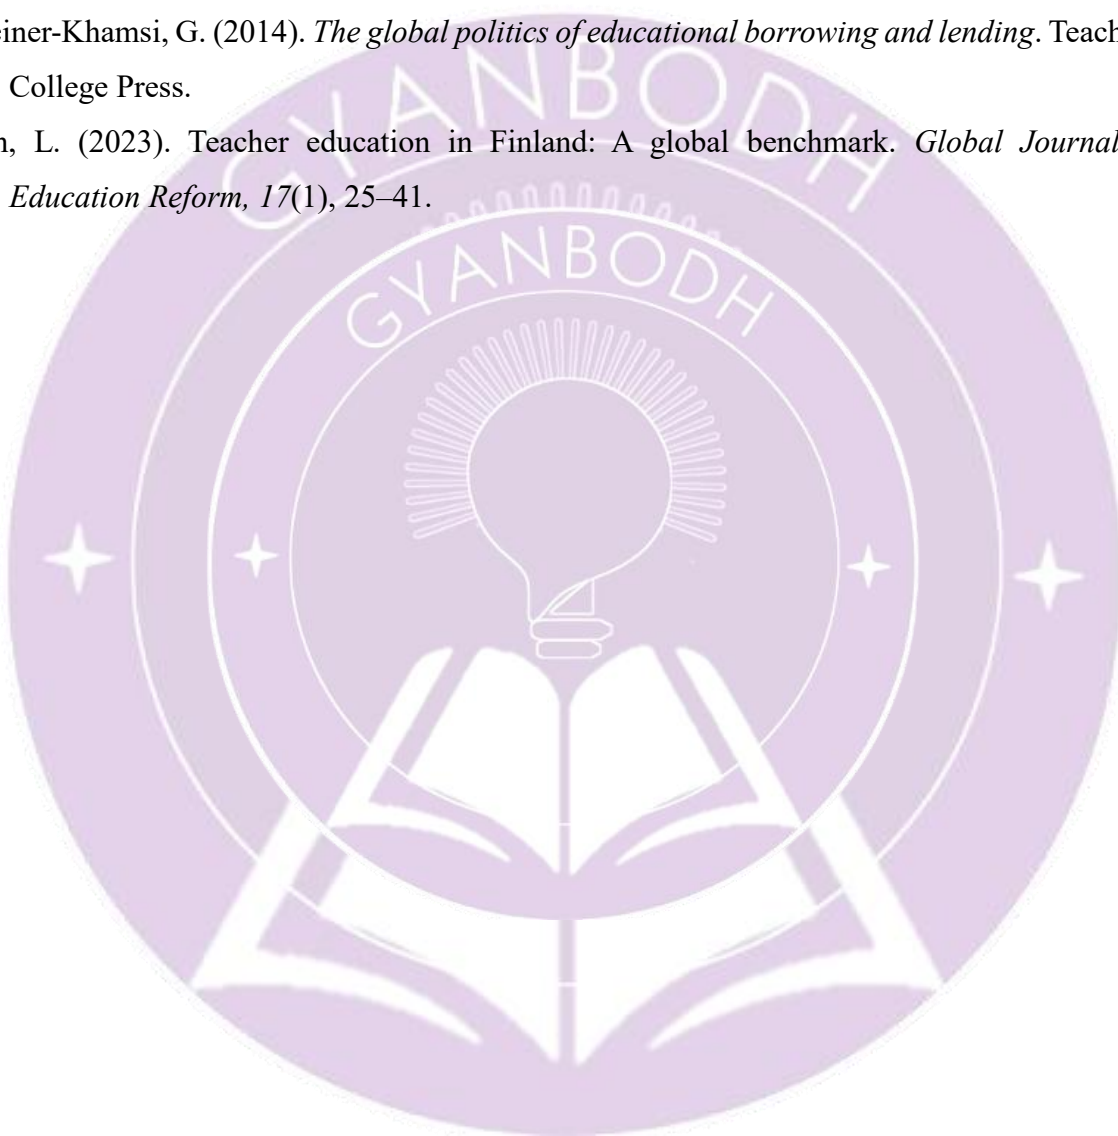 einer-Khamsi, G. (2014). The global politics of educational borrowing and lending. Teach
College Press.
n, L. (2023). Teacher education in Finland: A global benchmark. Global Journal
Education Reform, 17(1), 25–41.
GYANBODH
GYANBODH